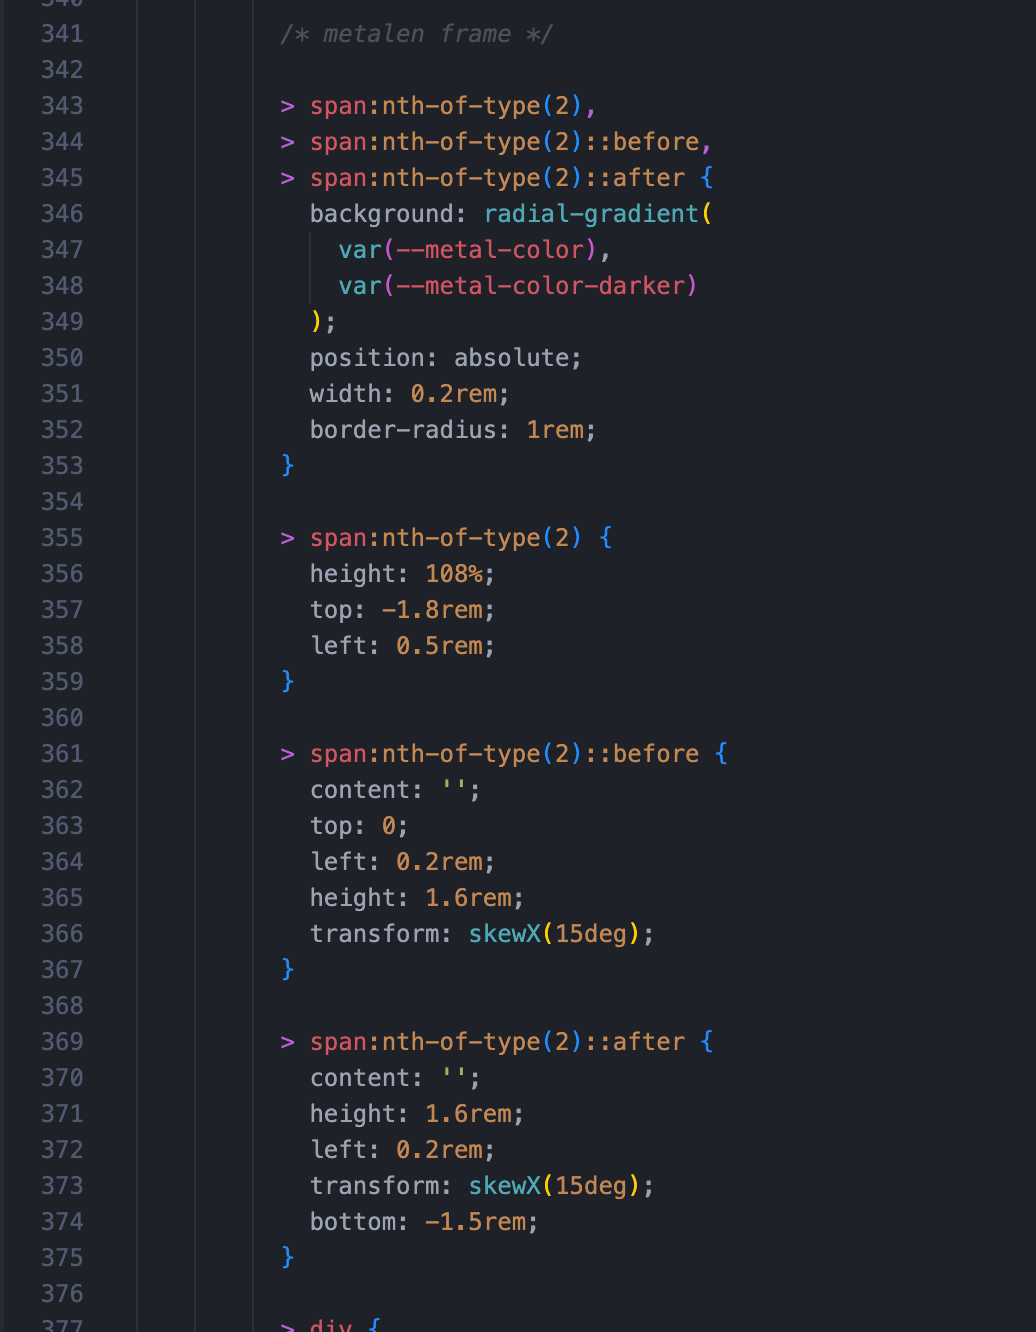 340
341 /* metalen frame */
342
343 > span:nth-of-type(2),
344 > span:nth-of-type(2)::before,
345 > span:nth-of-type(2)::after {
346 background: radial-gradient(
347 var(--metal-color),
348 var(--metal-color-darker)
349 );
350 position: absolute;
351 width: 0.2rem;
352 border-radius: 1rem;
353 }
354
355 > span:nth-of-type(2) {
356 height: 108%;
357 top: -1.8rem;
358 left: 0.5rem;
359 }
360
361 > span:nth-of-type(2)::before {
362 content: '';
363 top: 0;
364 left: 0.2rem;
365 height: 1.6rem;
366 transform: skewX(15deg);
367 }
368
369 > span:nth-of-type(2)::after {
370 content: '';
371 height: 1.6rem;
372 left: 0.2rem;
373 transform: skewX(15deg);
374 bottom: -1.5rem;
375 }
376
377 > div {